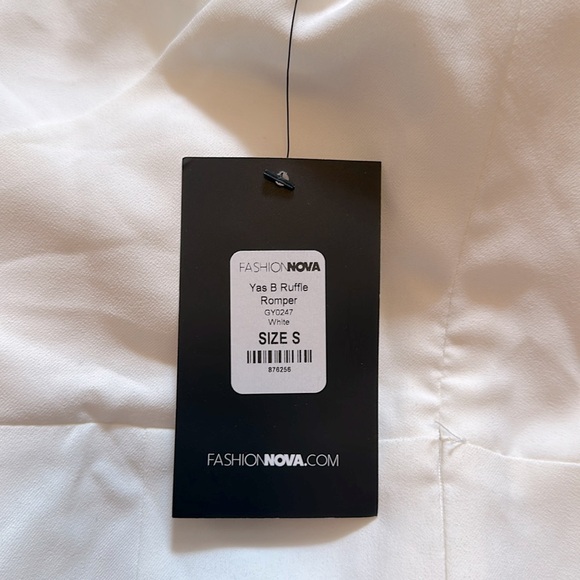 FASHIONNOVA
Yas B Ruffle
Romper
GY0247
White
SIZE S
876256
FASHIONNOVA.COM